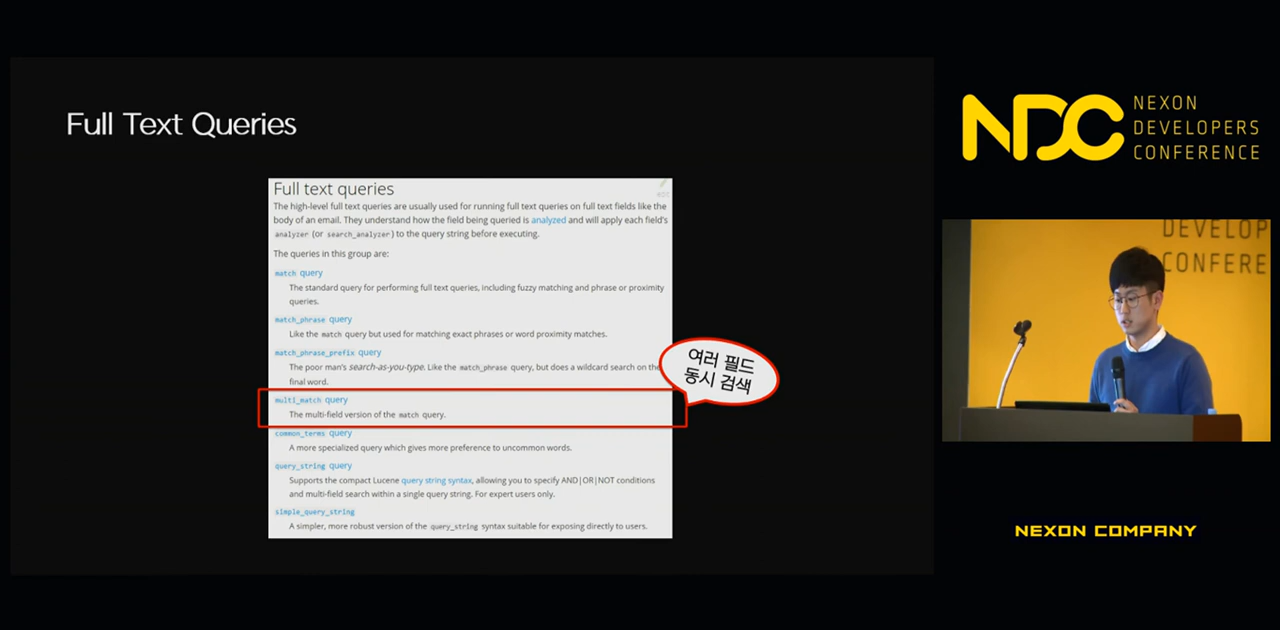 Full Text Queries
Full text queries
edit
The high-level full text queries are usually used for running full text queries on full text fields like the
body of an email. They understand how the field being queried is analyzed and will apply each field's
analyzer (or search_analyzer) to the query string before executing.
The queries in this group are:
match query
The standard query for performing full text queries, including fuzzy matching and phrase or proximity
queries.
match_phrase query
Like the match query but used for matching exact phrases or word proximity matches.
match_phrase_prefix query
The poor man's search-as-you-type. Like the match_phrase query, but does a wildcard search on the
final word.
multi_match query
The multi-field version of the match query.
common_terms query
A more specialized query which gives more preference to uncommon words.
query_string query
Supports the compact Lucene query string syntax, allowing you to specify AND|OR|NOT conditions
and multi-field search within a single query string. For expert users only.
simple_query_string
A simpler, more robust version of the query_string syntax suitable for exposing directly to users.
여러 필드
동시 검색
NDC
NEXON
DEVELOPERS
CONFERENCE
DEVELOP
CONFERE
NEXON COMPANY